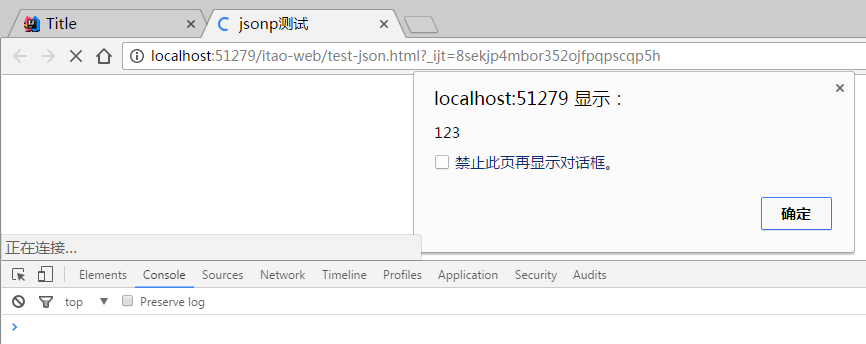 Title
jsonp测试
localhost:51279/itao-web/test-json.html?_ijt=8sekjp4mbor352ojfpqpscqp5h
localhost:51279 显示：
123
禁止此页再显示对话框。
确定
正在连接...
Elements Console Sources Network Timeline Profiles Application Security Audits
top Preserve log